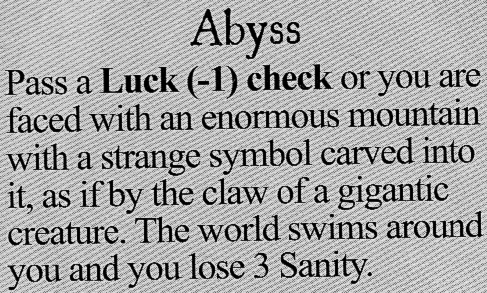 Abyss
Pass a Luck (-1) check or you are
faced with an enormous mountain
with a strange symbol carved into
it, as if by the claw of a gigantic
creature. The world swims around
you and you lose 3 Sanity.